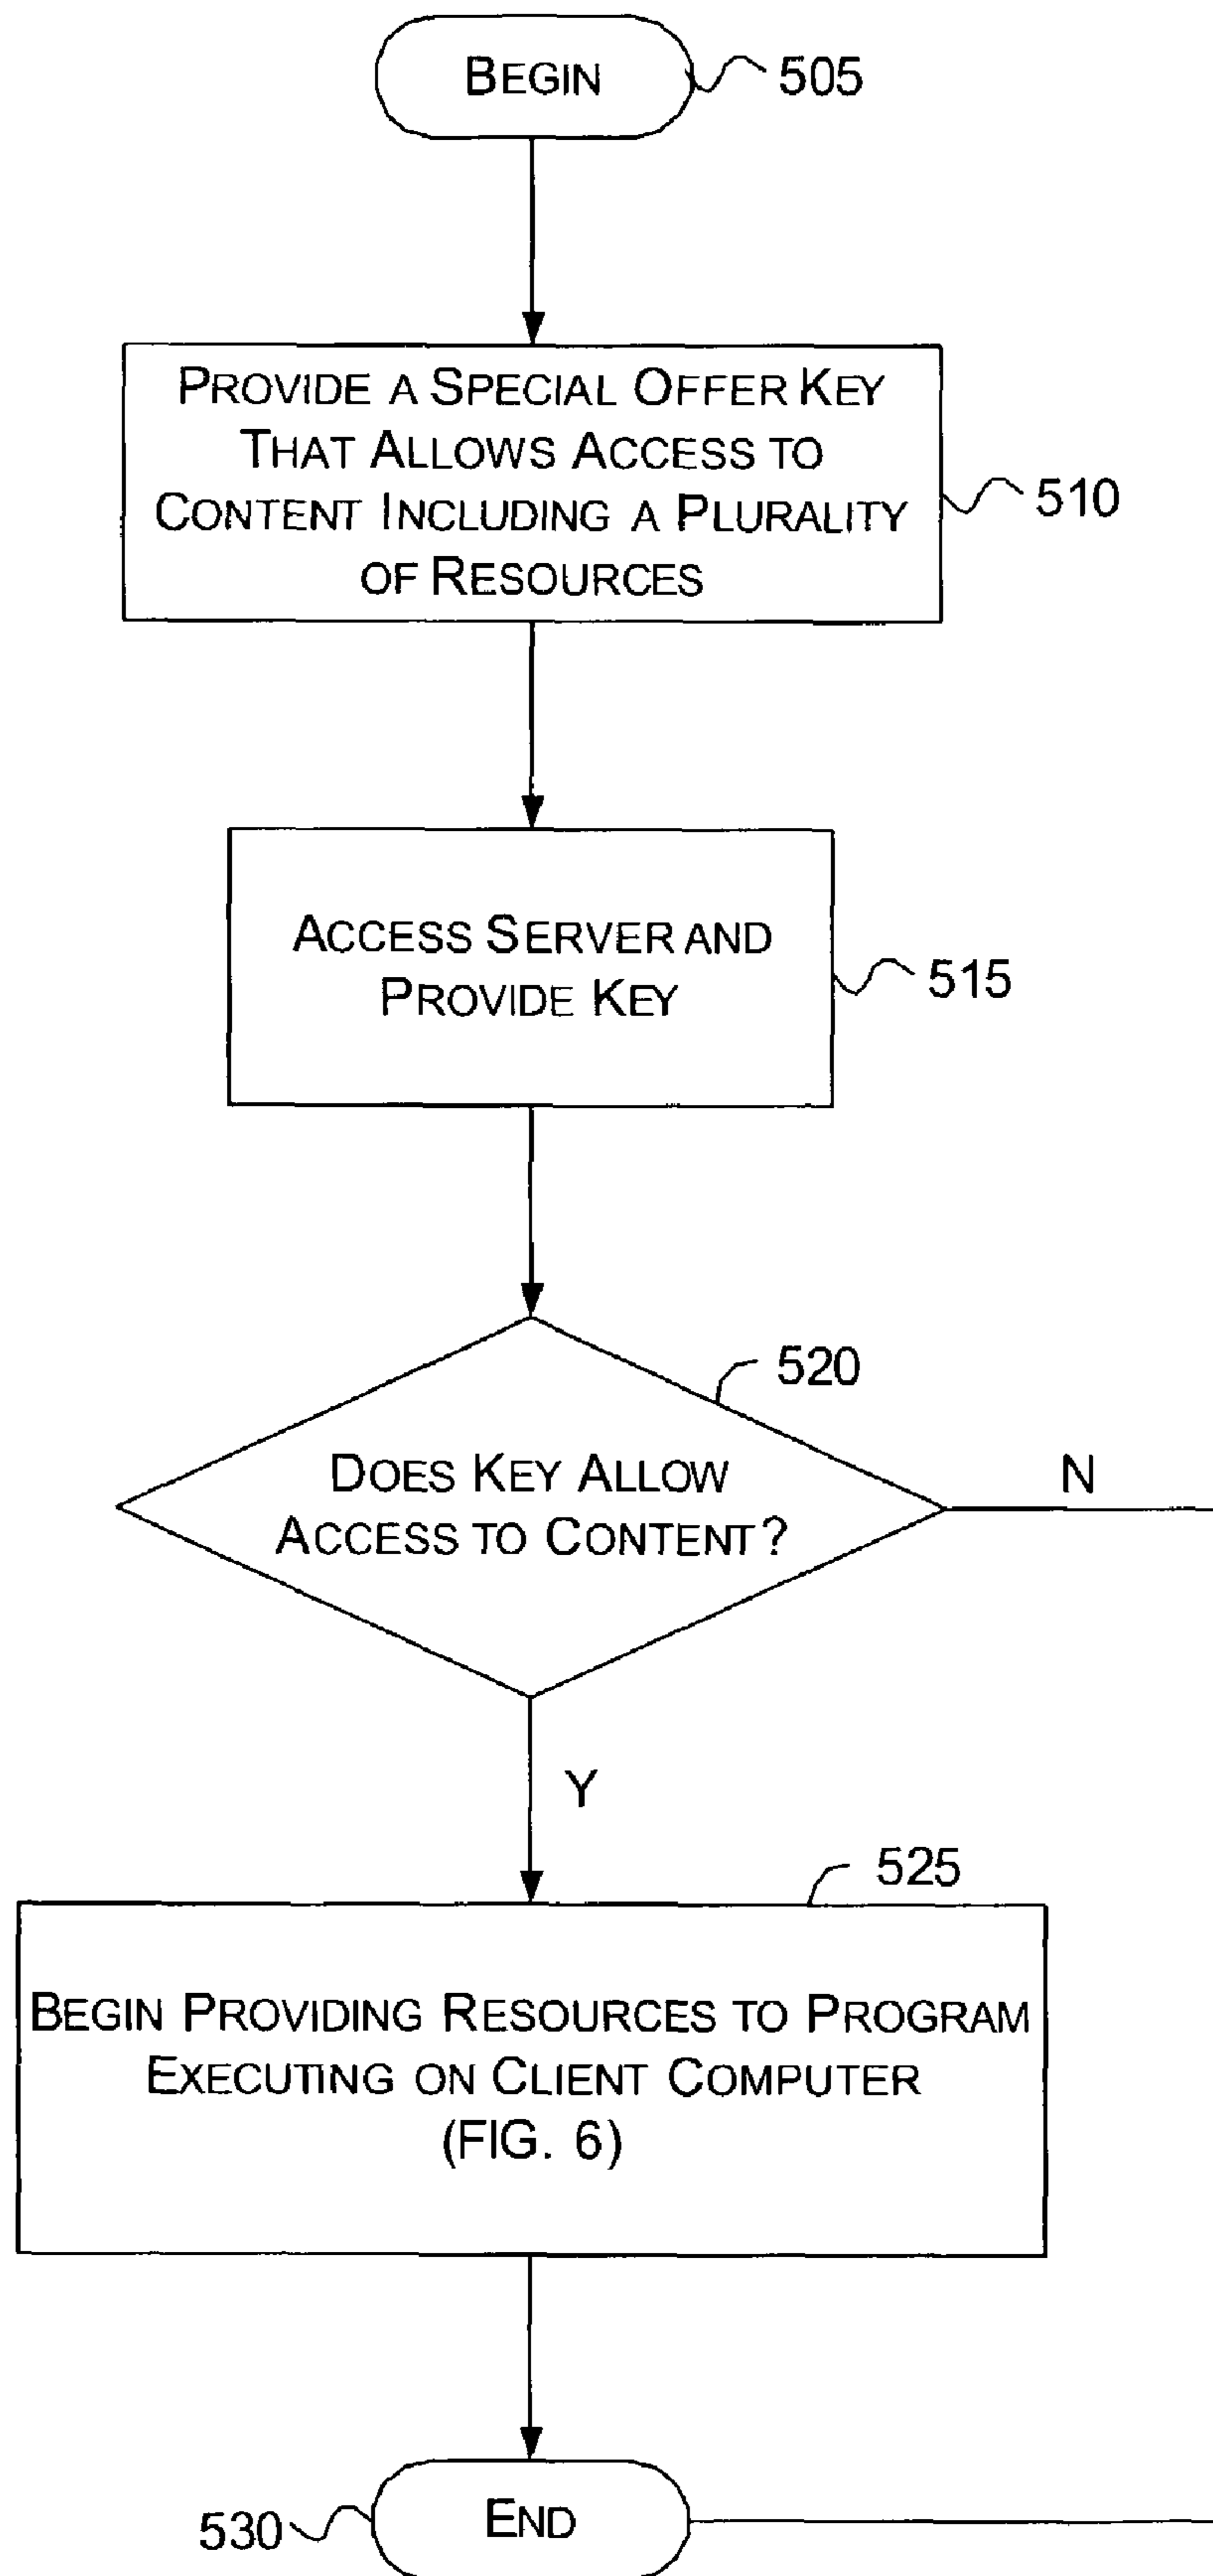 BEGIN
505
PROVIDE A SPECIAL OFFER KEY
THAT ALLOWS ACCESS TO
CONTENT INCLUDING A PLURALITY
OF RESOURCES
510
ACCESS SERVER AND
PROVIDE KEY
515
520
DOES KEY ALLOW
ACCESS TO CONTENT?
N
Y
525
BEGIN PROVIDING RESOURCES TO PROGRAM
EXECUTING ON CLIENT COMPUTER
(FIG. 6)
530
END